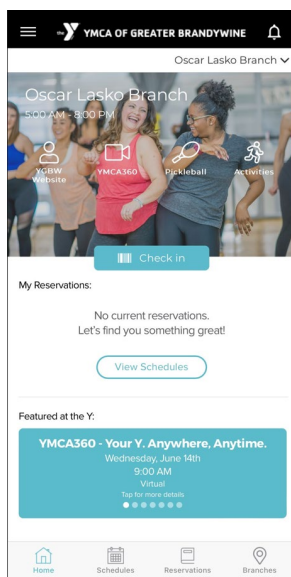 the Y YMCA OF GREATER BRANDYWINE
Oscar Lasko Branch
Oscar Lasko Branch
5:00 AM - 8:00 PM
YGBW Website
YMCA360
Pickleball
Activities
Check in
My Reservations:
No current reservations.
Let's find you something great!
View Schedules
Featured at the Y:
YMCA360 - Your Y. Anywhere, Anytime.
Wednesday, June 14th
9:00 AM
Virtual
Tap for more details
Home
Schedules
Reservations
Branches